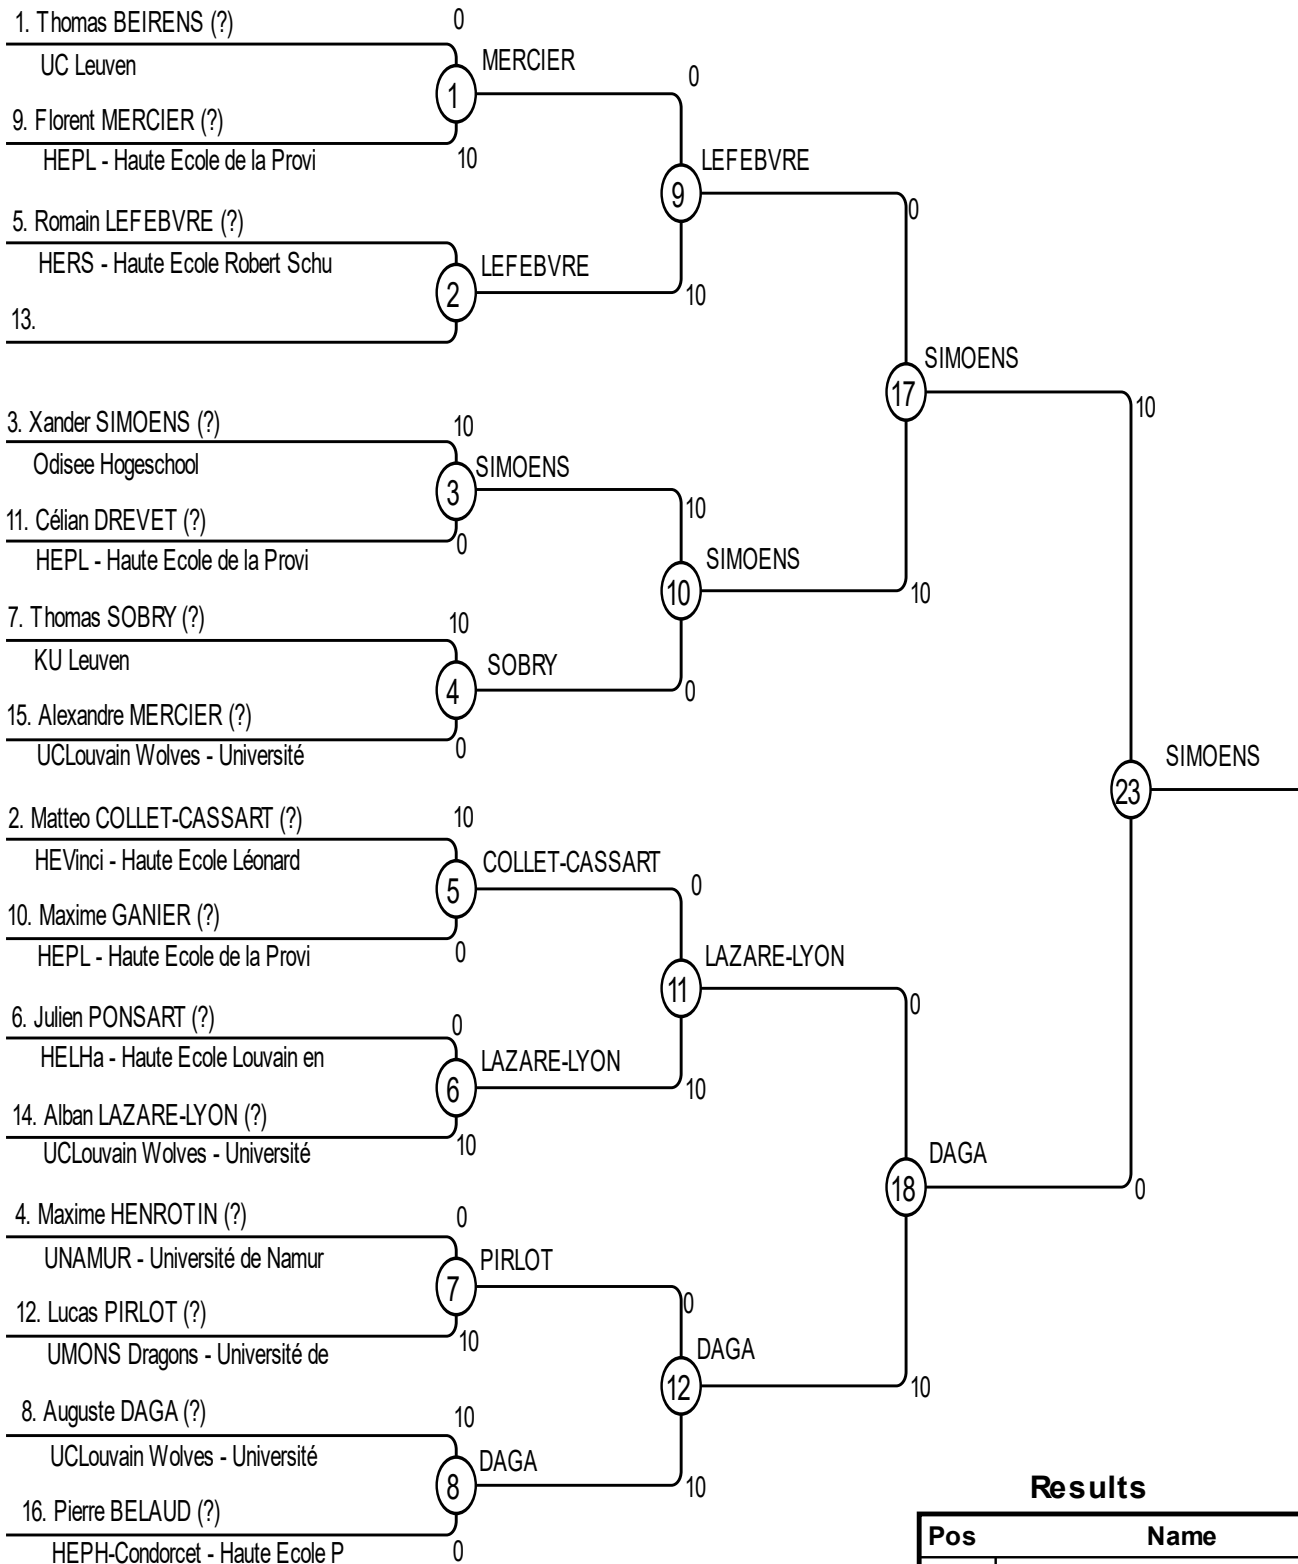 1. Thomas BEIRENS (?)
0
UC Leuven
1
MERCIER
9. Florent MERCIER (?)
10
HEPL - Haute Ecole de la Provi
0
9
LEFEBVRE
5. Romain LEFEBVRE (?)
HERS - Haute Ecole Robert Schu
2
LEFEBVRE
10
13.
0
17
SIMOENS
10
3. Xander SIMOENS (?)
10
Odisee Hogeschool
3
SIMOENS
11. Célian DREVET (?)
0
HEPL - Haute Ecole de la Provi
10
10
SIMOENS
10
7. Thomas SOBRY (?)
10
KU Leuven
4
SOBRY
0
15. Alexandre MERCIER (?)
0
UCLouvain Wolves - Université
23
SIMOENS
2. Matteo COLLET-CASSART (?)
10
HEVinci - Haute Ecole Léonard
5
COLLET-CASSART
0
10. Maxime GANIER (?)
0
HEPL - Haute Ecole de la Provi
11
LAZARE-LYON
0
6. Julien PONSART (?)
0
HELHa - Haute Ecole Louvain en
6
LAZARE-LYON
10
14. Alban LAZARE-LYON (?)
10
UCLouvain Wolves - Université
18
DAGA
0
4. Maxime HENROTIN (?)
0
UNAMUR - Université de Namur
7
PIRLOT
0
12. Lucas PIRLOT (?)
10
UMONS Dragons - Université de
12
DAGA
10
8. Auguste DAGA (?)
10
UCLouvain Wolves - Université
8
DAGA
10
16. Pierre BELAUD (?)
0
HEPH-Condorcet - Haute Ecole P
Results
Pos Name